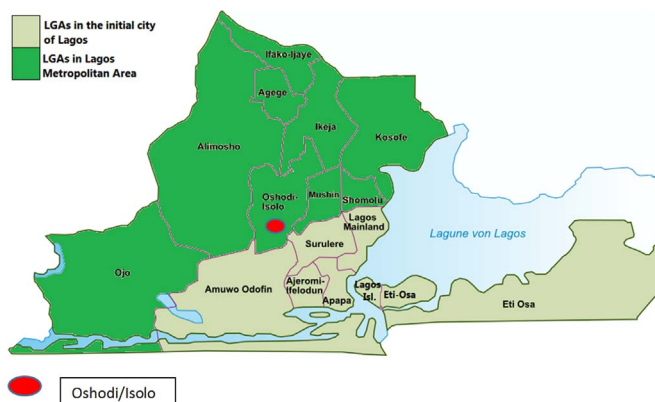 LGAs in the initial city
of Lagos
LGAs in Lagos
Metropolitan Area
Ifako-Ijaye
Agege
Ikeja
Kosofe
Alimosho
Oshodi-
Isolo
Mushin
Shomolu
Lagos
Mainland
Surulere
Lagune von Lagos
Ojo
Amuwo Odofin
Ajeromi-
Ifelodun
Apapa
Lagos
Isl.
Eti-Osa
Eti Osa
Oshodi/Isolo